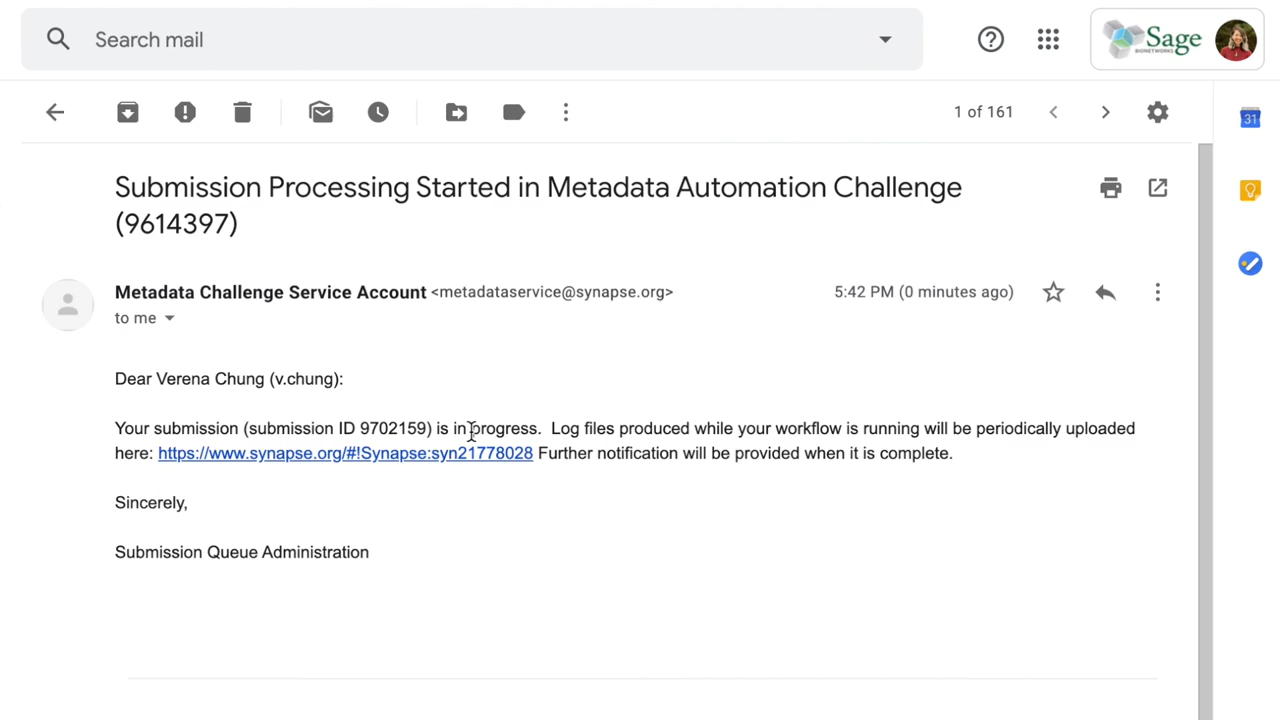 Search mail
Sage
BIONETWORKS
1 of 161
31
Submission Processing Started in Metadata Automation Challenge
(9614397)
Metadata Challenge Service Account <metadataservice@synapse.org>
5:42 PM (0 minutes ago)
to me
Dear Verena Chung (v.chung):
Your submission (submission ID 9702159) is in progress.  Log files produced while your workflow is running will be periodically uploaded
here: https://www.synapse.org/#!Synapse:syn21778028 Further notification will be provided when it is complete.
Sincerely,
Submission Queue Administration